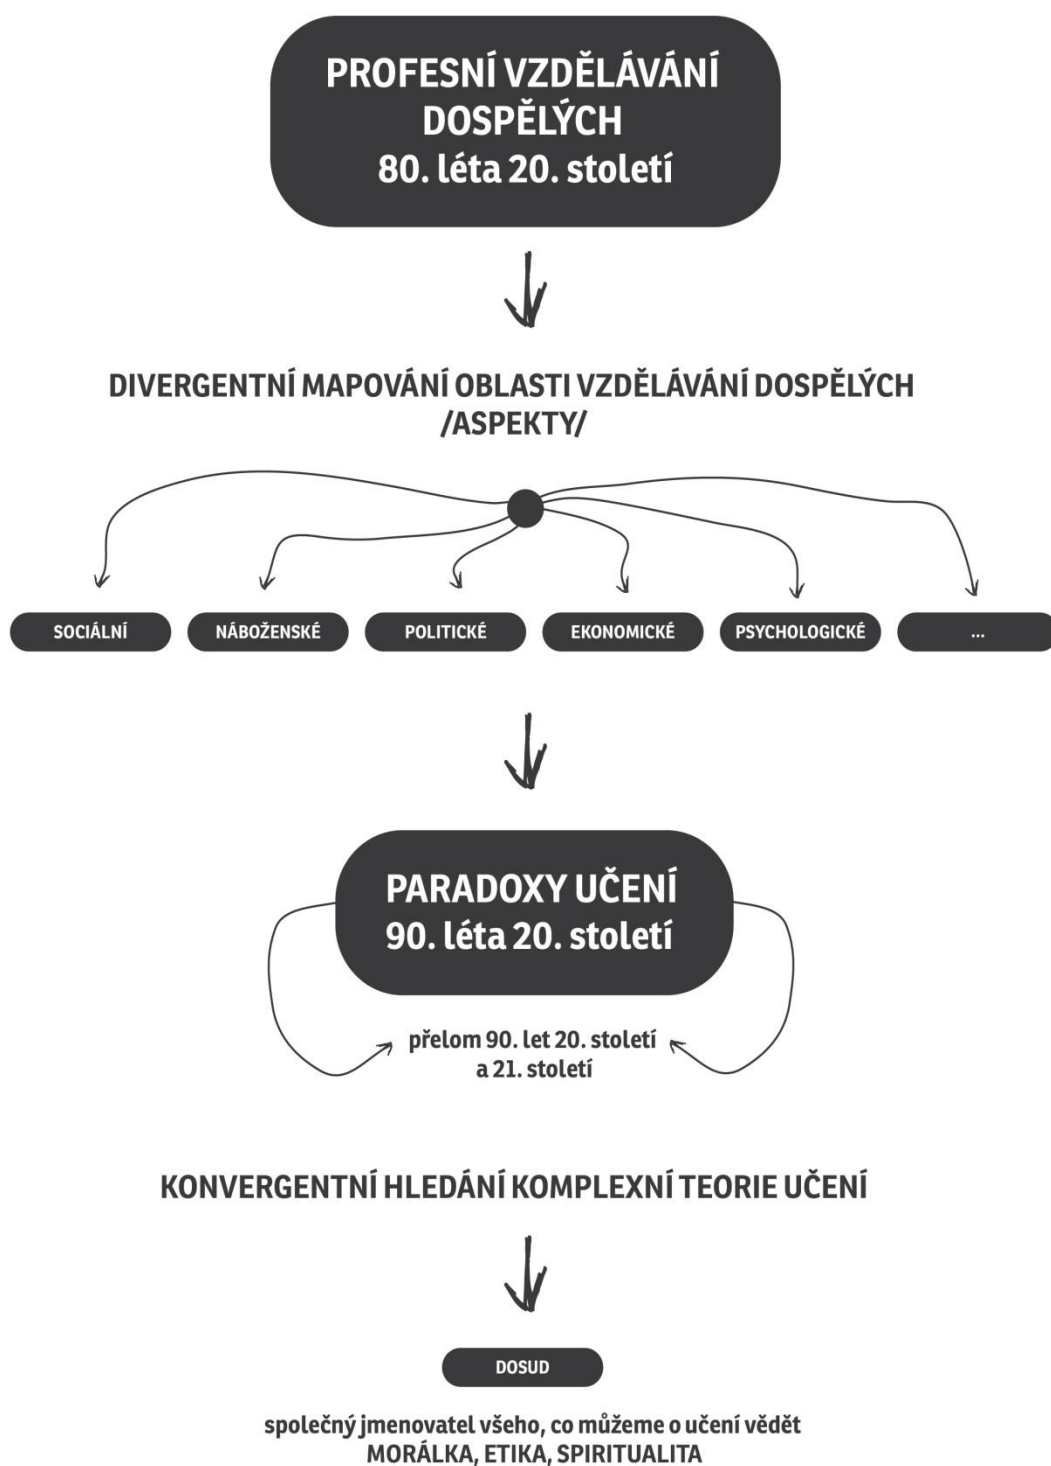 PROFESNÍ VZDĚLÁVÁNÍ
DOSPĚLÝCH
80. léta 20. století
DIVERGENTNÍ MAPOVÁNÍ OBLASTI VZDĚLÁVÁNÍ DOSPĚLÝCH
/ASPEKTY/
SOCIÁLNÍ
NÁBOŽENSKÉ
POLITICKÉ
EKONOMICKÉ
PSYCHOLOGICKÉ
...
PARADOXY UČENÍ
90. léta 20. století
přelom 90. let 20. století
a 21. století
KONVERGENTNÍ HLEDÁNÍ KOMPLEXNÍ TEORIE UČENÍ
DOSUD
společný jmenovatel všeho, co můžeme o učení vědět
MORÁLKA, ETIKA, SPIRITUALITA